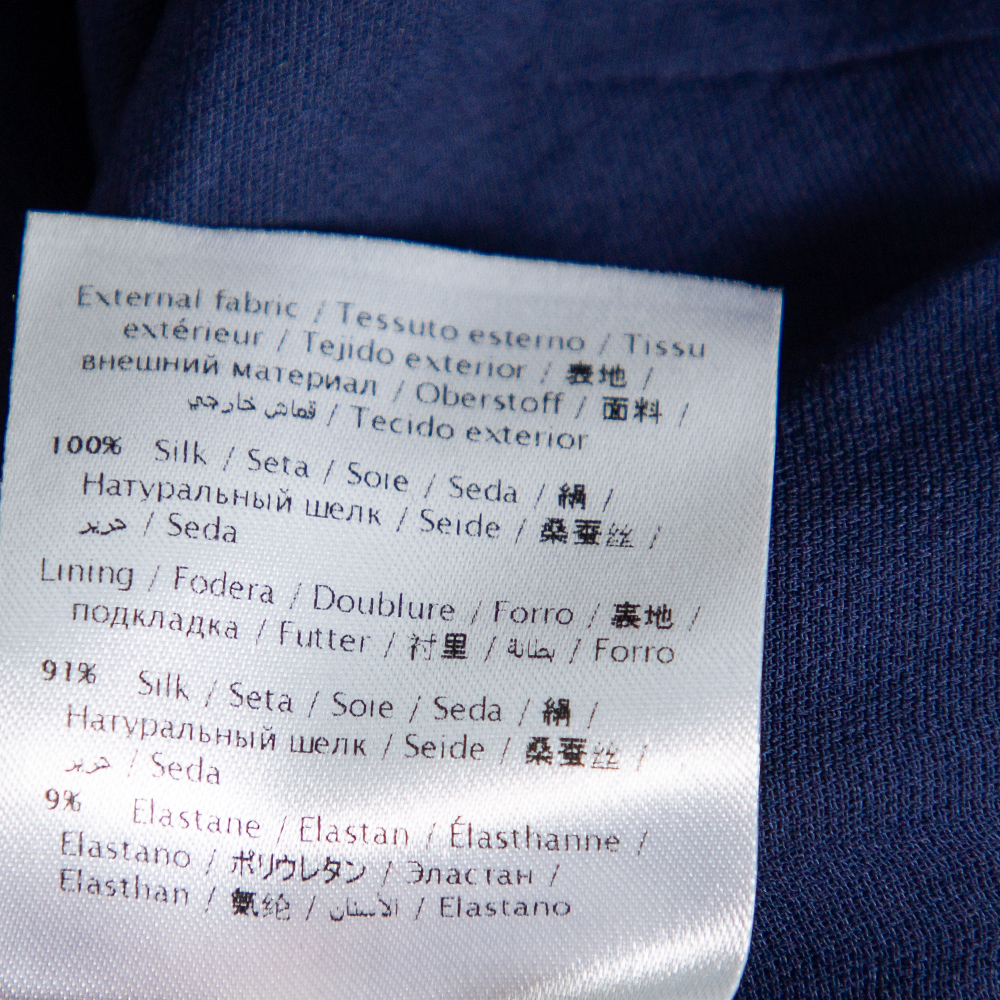 External fabric / Tessuto esterno / Tissu
extérieur / Tejido exterior / 表地 /
внешний материал / Oberstoff / 面料 /
قماش خارجي / Tecido exterior
100% Silk / Seta / Soie / Seda / 絹 /
Натуральный шелк / Seide / 桑蚕丝 /
حرير / Seda
Lining / Fodera / Doublure / Forro / 裏地 /
подкладка / Futter / 衬里 / بطانة / Forro
91% Silk / Seta / Soie / Seda / 絹 /
Натуральный шелк / Seide / 桑蚕丝 /
حرير / Seda
9% Elastane / Elastan / Élasthanne /
Elastano / ポリウレタン / Эластан /
Elasthan / 氨纶 / الاستان / Elastano